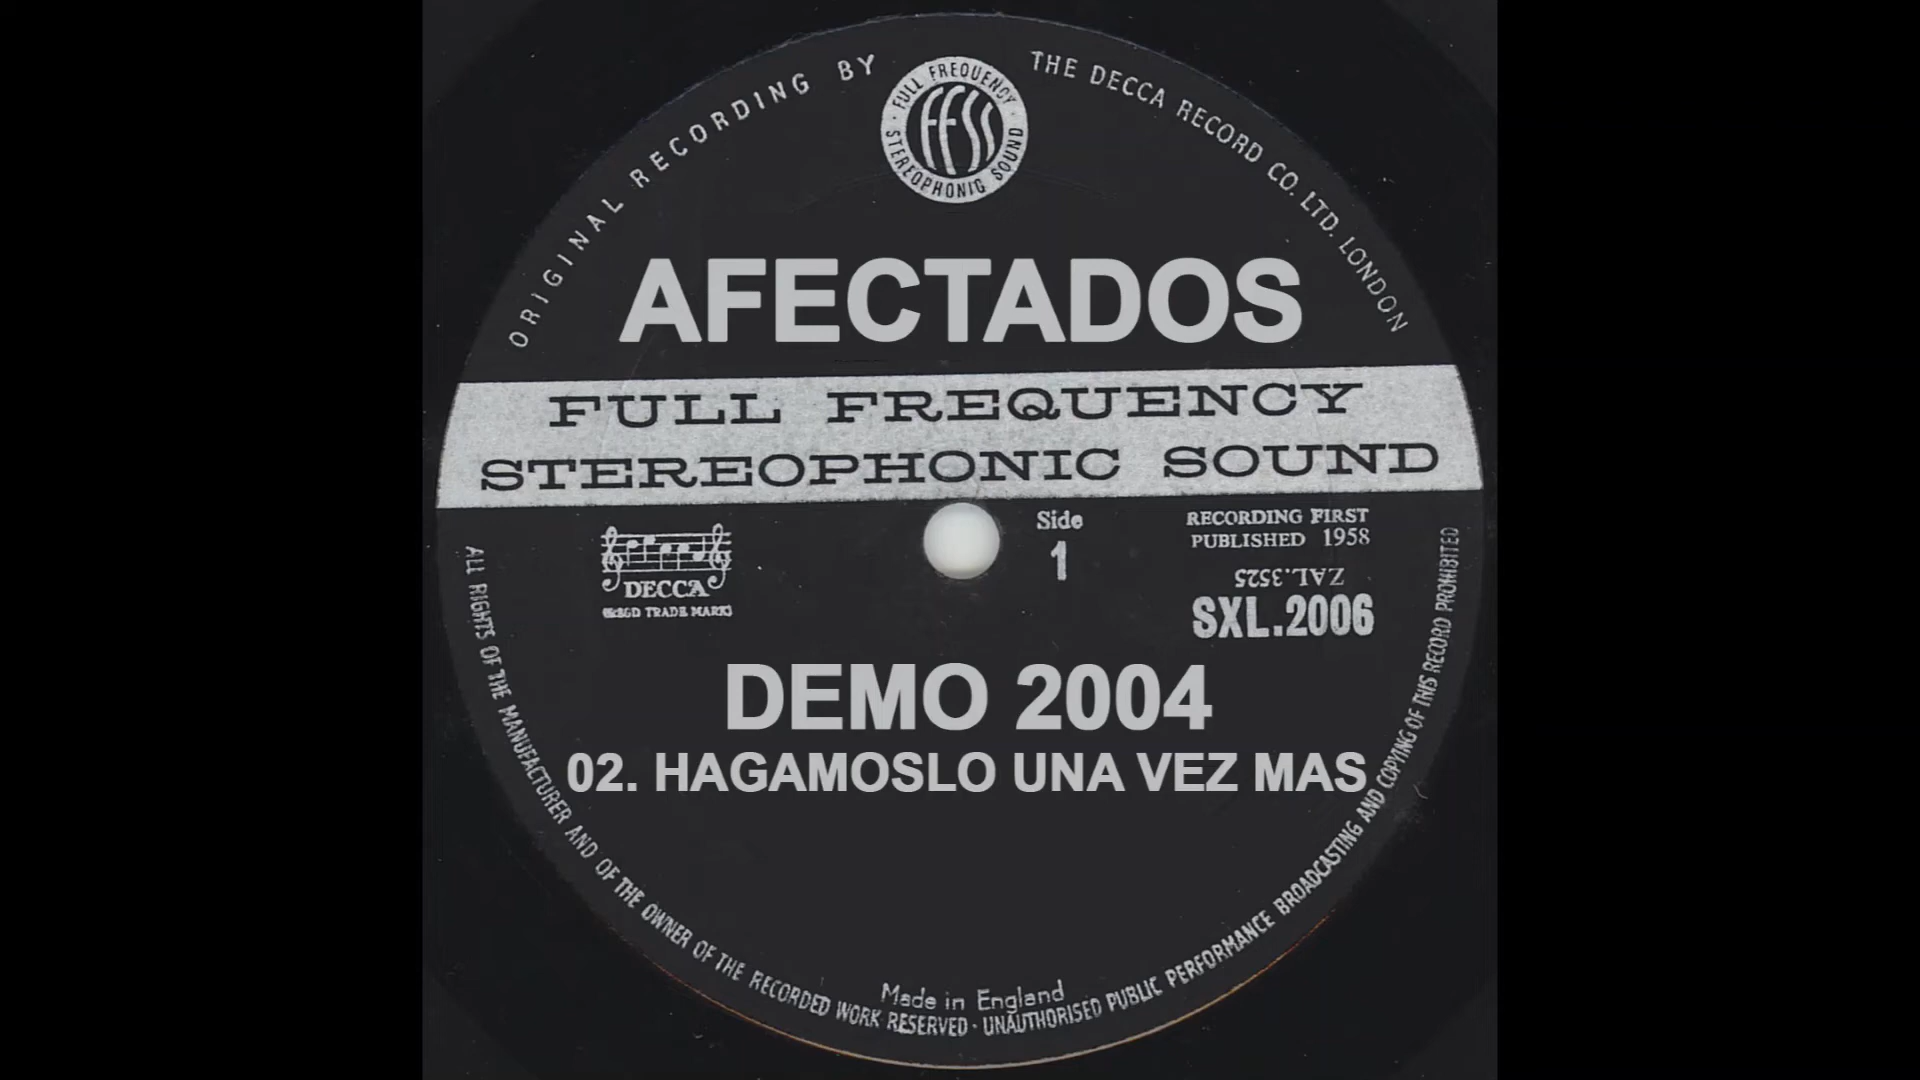 ORIGINAL RECORDING BY
THE DECCA RECORD CO. LTD. LONDON
FULL FREQUENCY
STEREOPHONIC SOUND
FFSS
AFECTADOS
FULL FREQUENCY
STEREOPHONIC SOUND
Side
1
RECORDING FIRST
PUBLISHED 1958
ZAL.3525
SXL.2006
DECCA
TRADE MARK)
DEMO 2004
02. HAGAMOSLO UNA VEZ MAS
Made in England
ALL RIGHTS OF THE MANUFACTURER AND OF THE OWNER OF THE RECORDED WORK RESERVED · UNAUTHORISED PUBLIC PERFORMANCE BROADCASTING AND COPYING OF THIS RECORD PROHIBITED